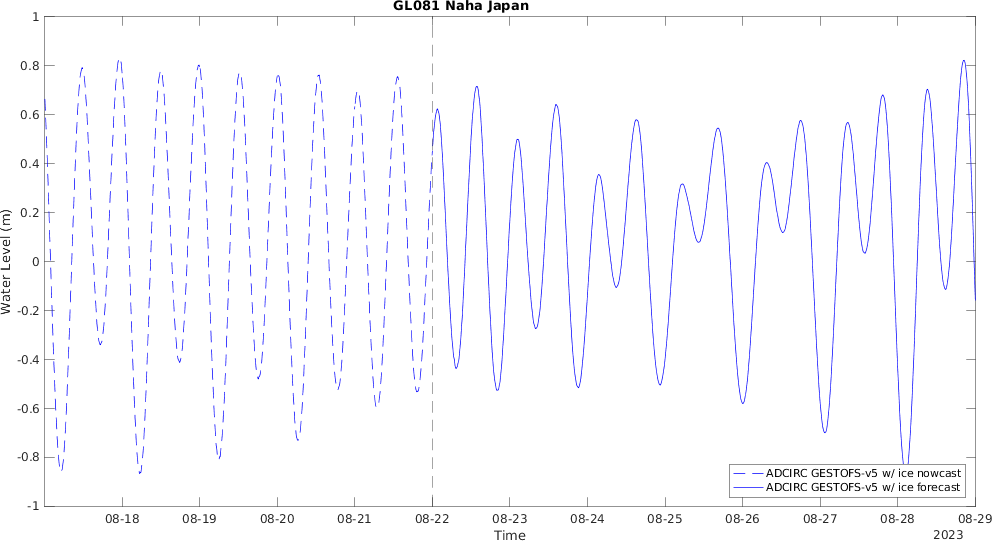 GL081 Naha Japan
1
0.8
0.6
0.4
0.2
0
-0.2
-0.4
-0.6
-0.8
-1
Water Level (m)
ADCIRC GESTOFS-v5 w/ ice nowcast
ADCIRC GESTOFS-v5 w/ ice forecast
08-18 08-19 08-20 08-21 08-22 08-23 08-24 08-25 08-26 08-27 08-28 08-29
Time
2023